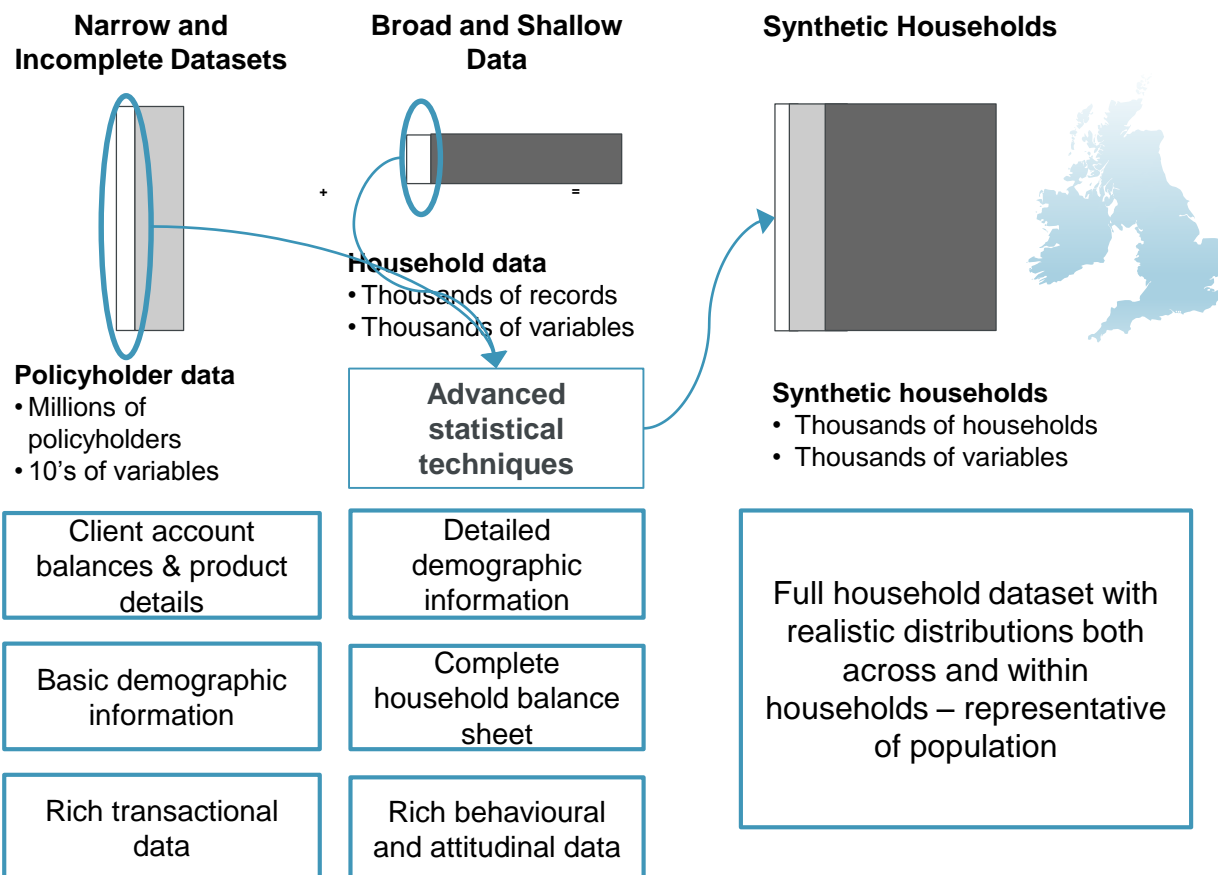 Narrow and
Incomplete Datasets
Broad and Shallow
Data
Synthetic Households
+
=
Policyholder data
• Millions of
policyholders
• 10’s of variables
Household data
• Thousands of records
• Thousands of variables
Advanced
statistical
techniques
Synthetic households
• Thousands of households
• Thousands of variables
Client account
balances & product
details
Basic demographic
information
Rich transactional
data
Detailed
demographic
information
Complete
household balance
sheet
Rich behavioural
and attitudinal data
Full household dataset with
realistic distributions both
across and within
households – representative
of population